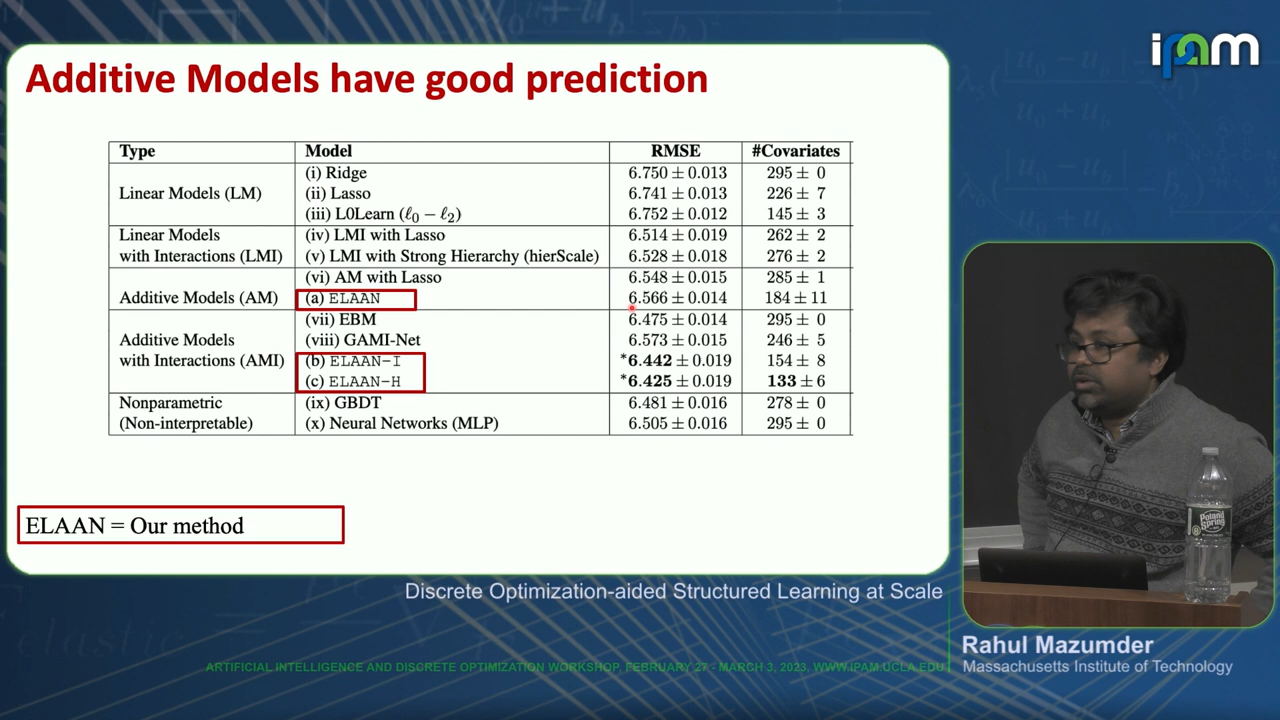 ipam
Additive Models have good prediction
Type Model RMSE #Covariates
(i) Ridge 6.750 ± 0.013 295 ± 0
Linear Models (LM) (ii) Lasso 6.741 ± 0.013 226 ± 7
(iii) L0Learn (ℓ₀ − ℓ₂) 6.752 ± 0.012 145 ± 3
Linear Models (iv) LMI with Lasso 6.514 ± 0.019 262 ± 2
with Interactions (LMI) (v) LMI with Strong Hierarchy (hierScale) 6.528 ± 0.018 276 ± 2
(vi) AM with Lasso 6.548 ± 0.015 285 ± 1
Additive Models (AM) (a) ELAAN 6.566 ± 0.014 184 ± 11
(vii) EBM 6.475 ± 0.014 295 ± 0
Additive Models (viii) GAMI-Net 6.573 ± 0.015 246 ± 5
with Interactions (AMI) (b) ELAAN-I *6.442 ± 0.019 154 ± 8
(c) ELAAN-H *6.425 ± 0.019 133 ± 6
Nonparametric (ix) GBDT 6.481 ± 0.016 278 ± 0
(Non-interpretable) (x) Neural Networks (MLP) 6.505 ± 0.016 295 ± 0
ELAAN = Our method
Poland
Spring
Discrete Optimization-aided Structured Learning at Scale
Rahul Mazumder
Massachusetts Institute of Technology
ARTIFICIAL INTELLIGENCE AND DISCRETE OPTIMIZATION WORKSHOP, FEBRUARY 27 - MARCH 3, 2023, WWW.IPAM.UCLA.EDU
elastic